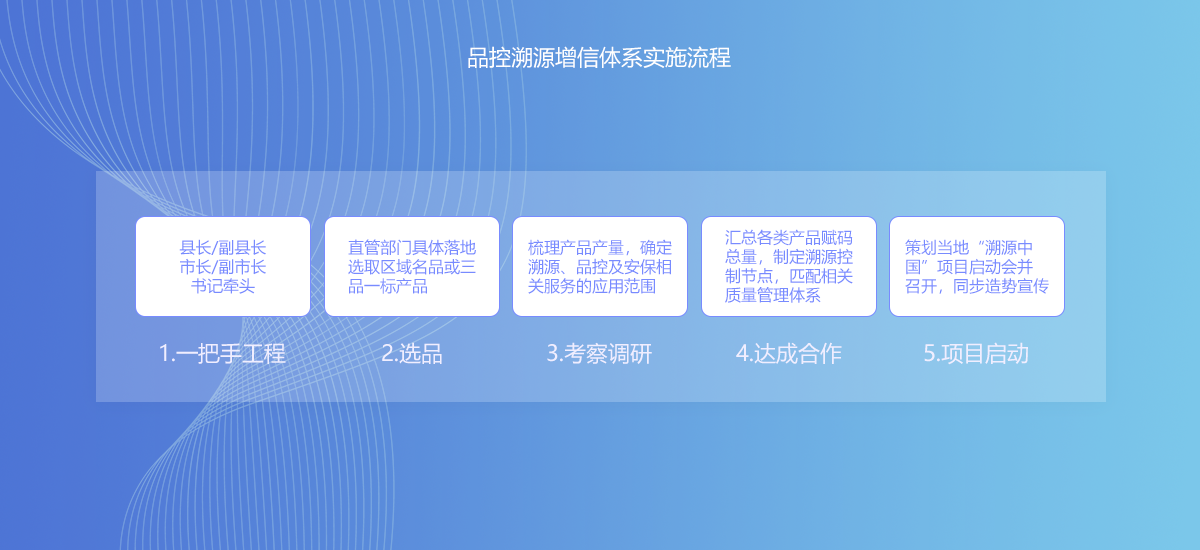 品控溯源增信体系实施流程
县长/副县长
市长/副市长
书记牵头
1.一把手工程
直管部门具体落地
选取区域名品或三
品一标产品
2.选品
梳理产品产量，确定
溯源、品控及安保相
关服务的应用范围
3.考察调研
汇总各类产品赋码
总量，制定溯源控
制节点，匹配相关
质量管理体系
4.达成合作
策划当地“溯源中
国”项目启动会并
召开，同步造势宣传
5.项目启动